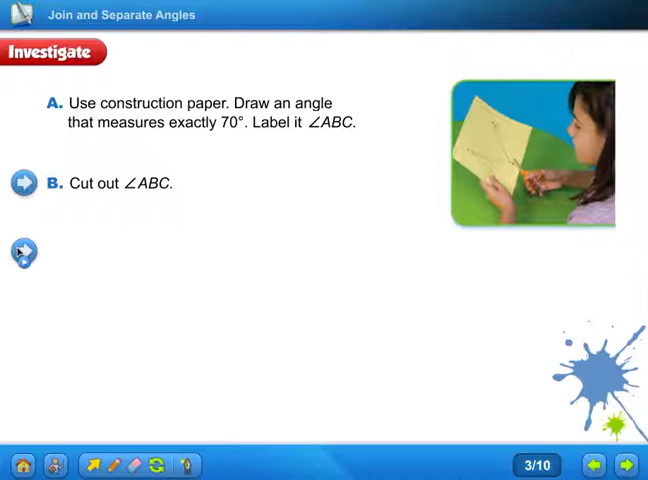 Join and Separate Angles
Investigate
A. Use construction paper. Draw an angle
that measures exactly 70°. Label it ∠ABC.
B. Cut out ∠ABC.
3/10